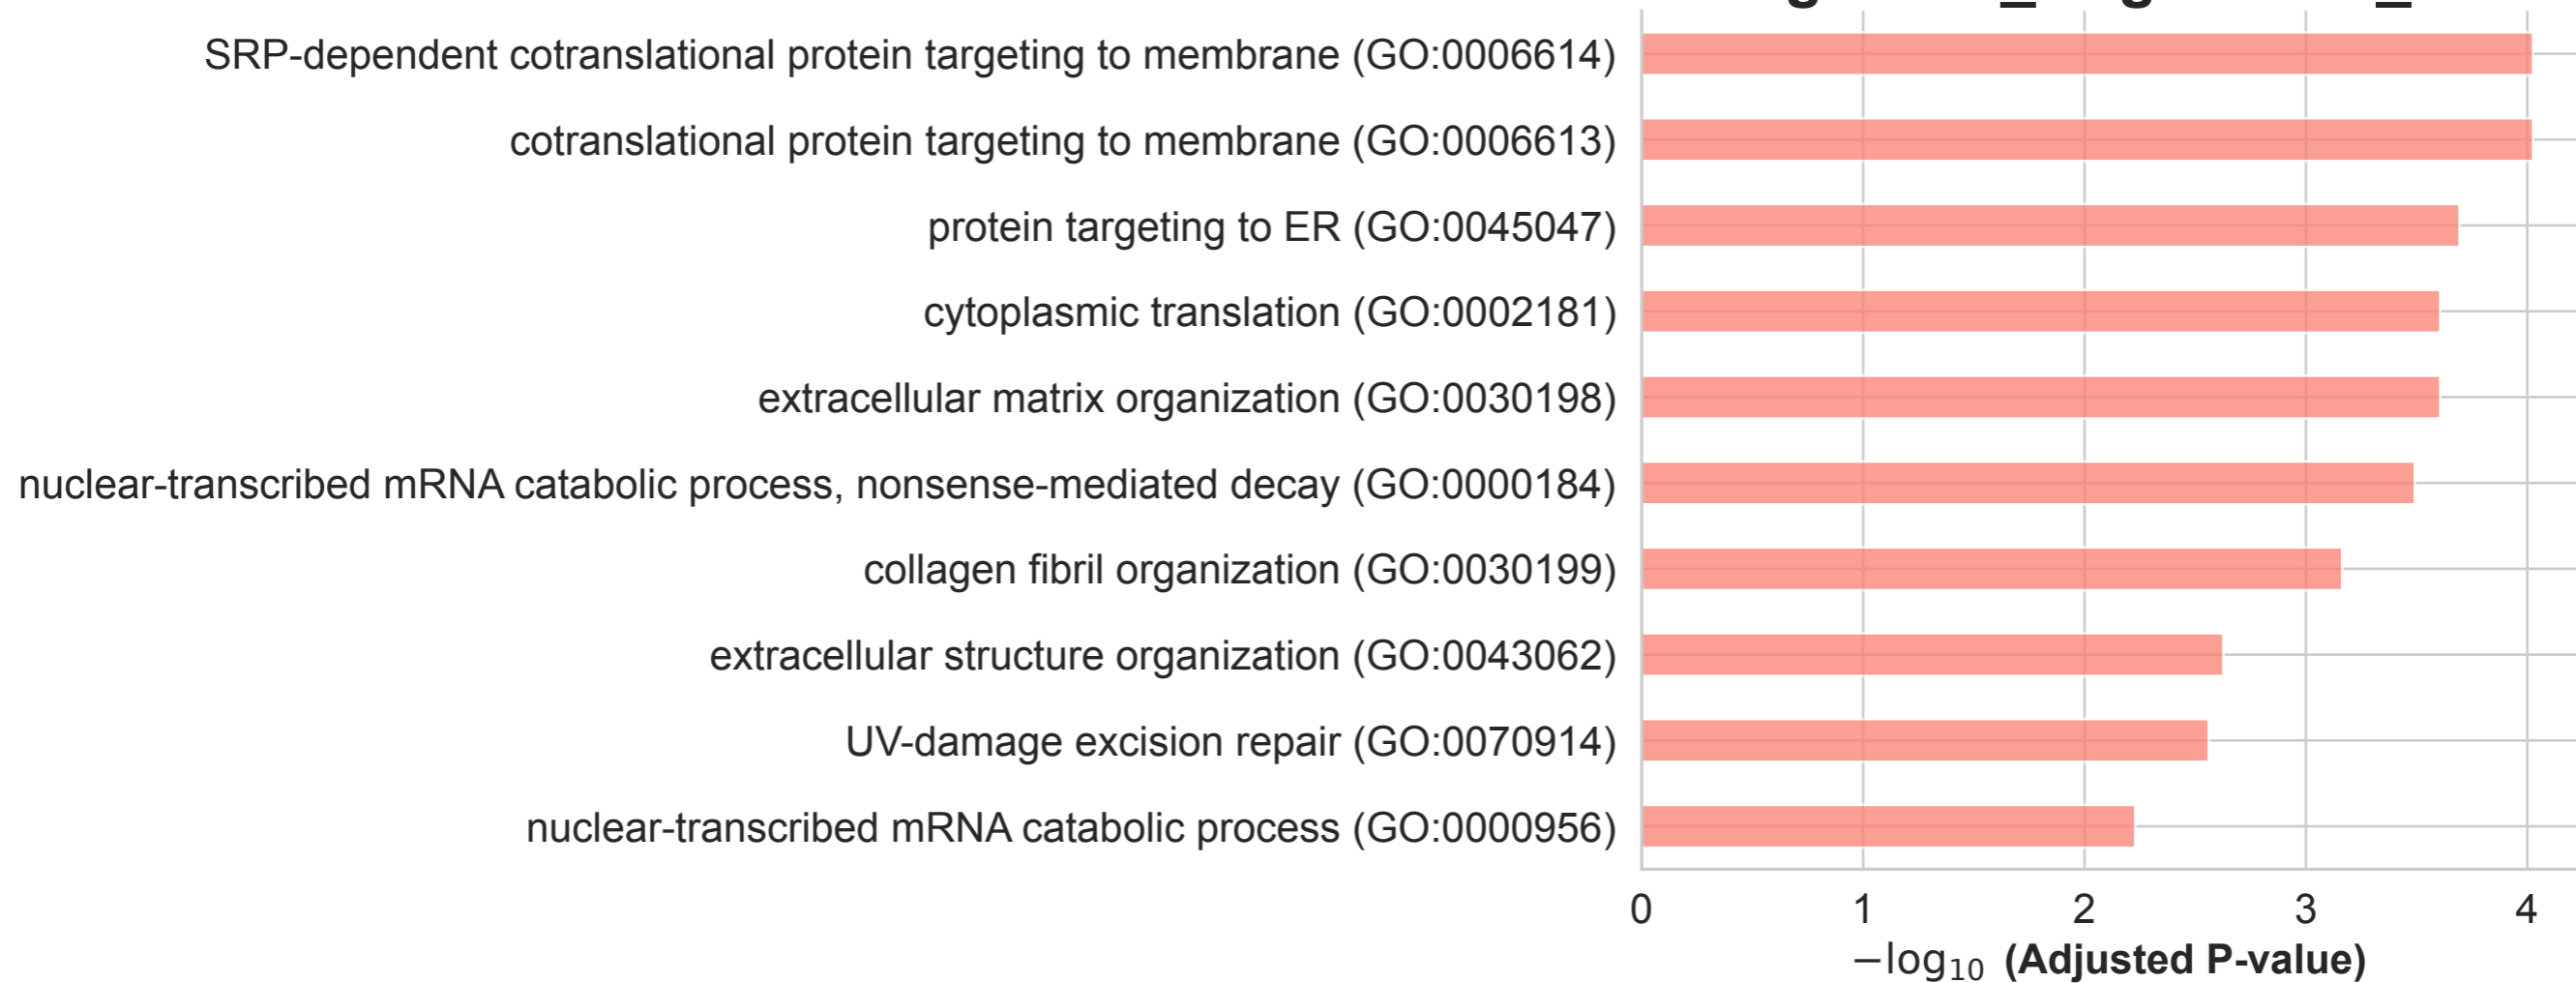 SRP-dependent cotranslational protein targeting to membrane (GO:0006614)
cotranslational protein targeting to membrane (GO:0006613)
protein targeting to ER (GO:0045047)
cytoplasmic translation (GO:0002181)
extracellular matrix organization (GO:0030198)
nuclear-transcribed mRNA catabolic process, nonsense-mediated decay (GO:0000184)
collagen fibril organization (GO:0030199)
extracellular structure organization (GO:0043062)
UV-damage excision repair (GO:0070914)
nuclear-transcribed mRNA catabolic process (GO:0000956)
0 1 2 3 4
−log₁₀ (Adjusted P-value)